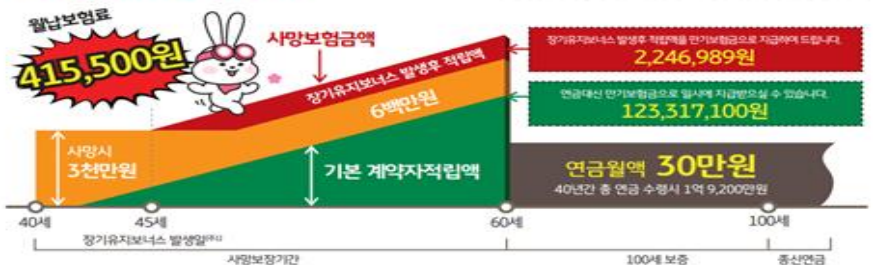 월납보험료
415,500원
사망보험금액
장기유지보너스 발생후 적립액
6백만원
사망시
3천만원
기본 계약자적립액
장기유지보너스 발생후 적립액을 만기보험금으로 지급하여 드립니다.
2,246,989원
연금대신 만기보험금으로 일시에 지급받으실 수 있습니다.
123,317,100원
연금월액 30만원
40년간 총 연금 수령시 1억 9,200만원
40세
45세
60세
100세
장기유지보너스 발생일
사망보장기간
100세 보증
종신연금